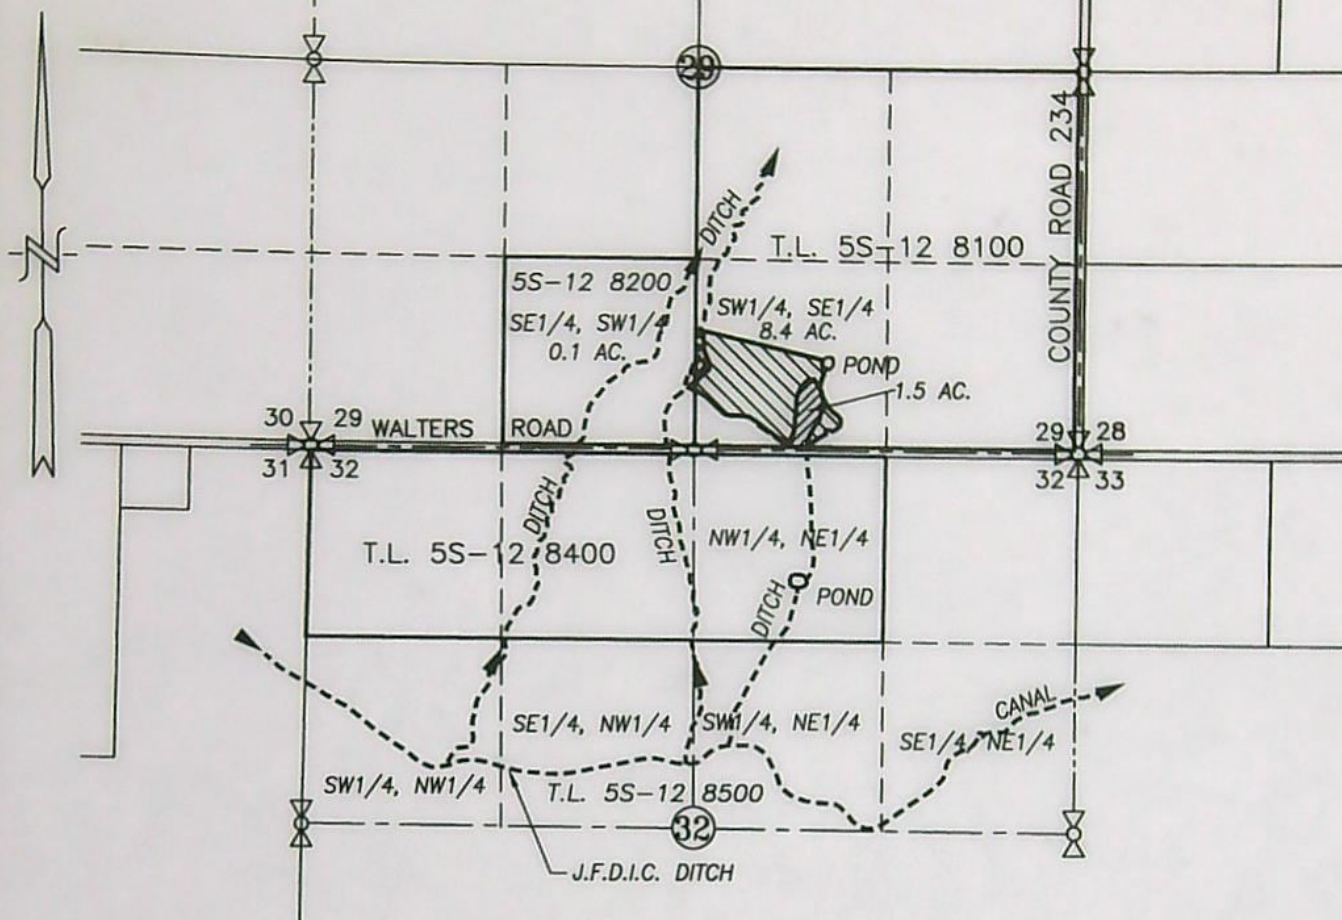 29
COUNTY ROAD 234
DITCH
T.L. 5S-12 8100
5S-12 8200
SE1/4, SW1/4
0.1 AC.
SW1/4, SE1/4
8.4 AC.
POND
1.5 AC.
30 29
WALTERS ROAD
29 28
31 32
32 33
DITCH
DITCH
NW1/4, NE1/4
T.L. 5S-12 8400
DITCH
POND
N
SE1/4, NW1/4
SW1/4, NE1/4
CANAL
SE1/4, NE1/4
SW1/4, NW1/4
T.L. 5S-12 8500
32
J.F.D.I.C. DITCH